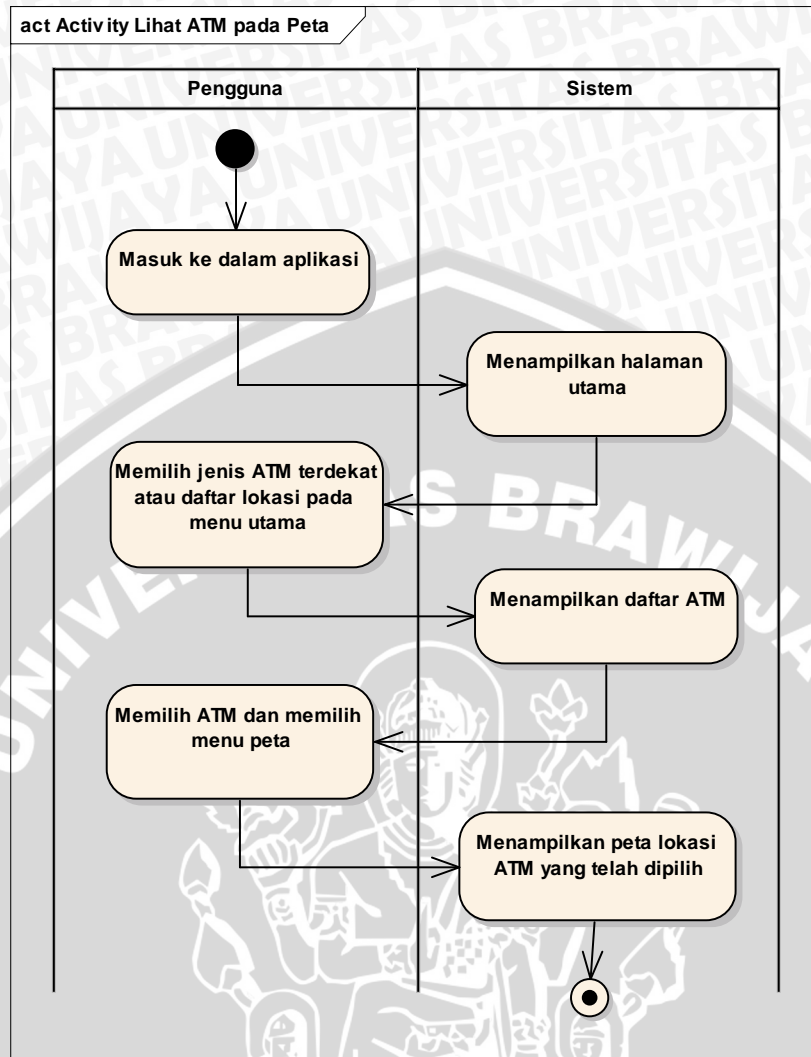 act Activity Lihat ATM pada Peta
Pengguna
Sistem
Masuk ke dalam aplikasi
Menampilkan halaman
utama
Memilih jenis ATM terdekat
atau daftar lokasi pada
menu utama
Menampilkan daftar ATM
Memilih ATM dan memilih
menu peta
Menampilkan peta lokasi
ATM yang telah dipilih